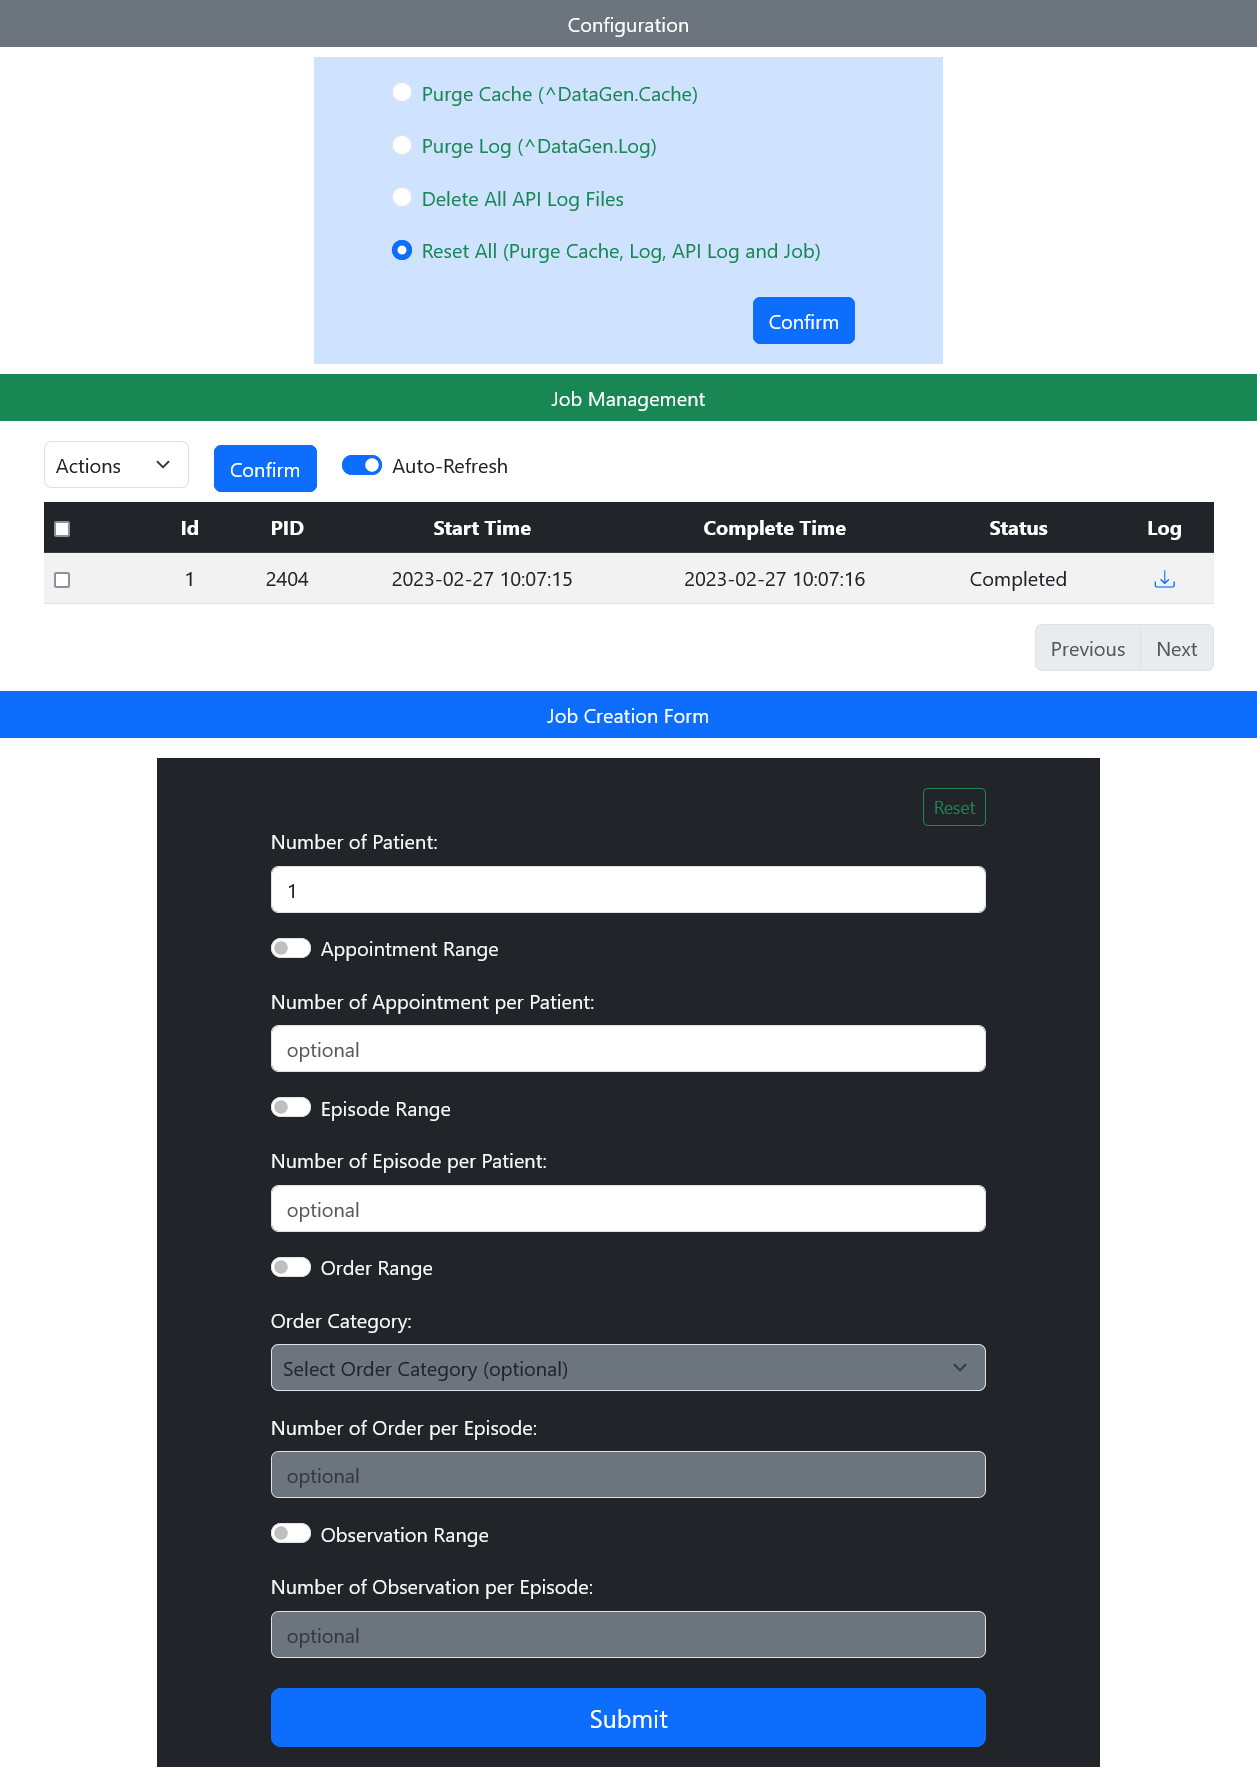 Configuration
Purge Cache (^DataGen.Cache)
Purge Log (^DataGen.Log)
Delete All API Log Files
Reset All (Purge Cache, Log, API Log and Job)
Confirm
Job Management
Actions Confirm Auto-Refresh
Id PID Start Time Complete Time Status Log
1 2404 2023-02-27 10:07:15 2023-02-27 10:07:16 Completed
Previous Next
Job Creation Form
Reset
Number of Patient:
1
Appointment Range
Number of Appointment per Patient:
optional
Episode Range
Number of Episode per Patient:
optional
Order Range
Order Category:
Select Order Category (optional)
Number of Order per Episode:
optional
Observation Range
Number of Observation per Episode:
optional
Submit